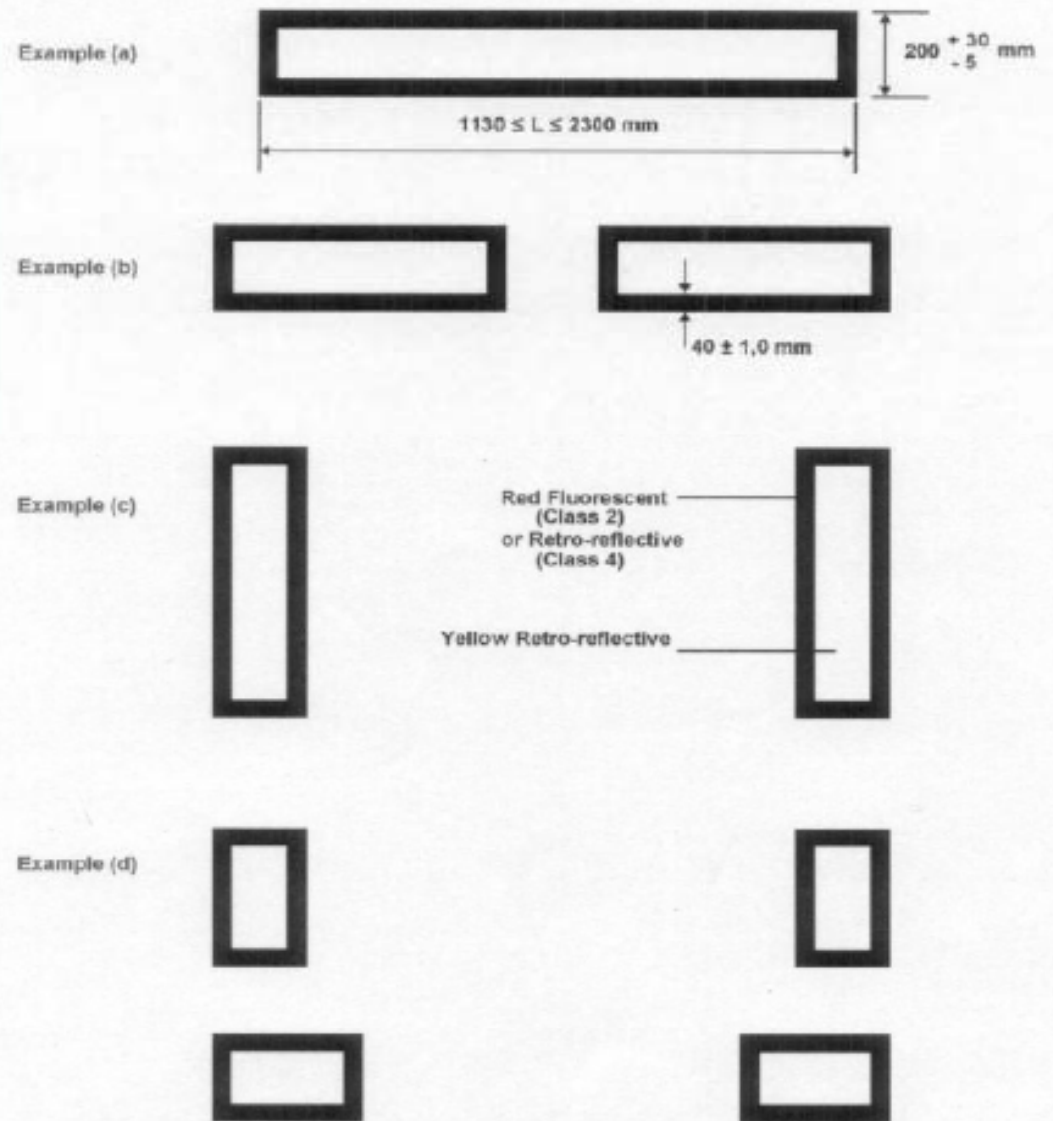 Example (a)
200 + 30 - 5 mm
1130 ≤ L ≤ 2300 mm
Example (b)
40 ± 1,0 mm
Example (c)
Red Fluorescent
(Class 2)
or Retro-reflective
(Class 4)
Yellow Retro-reflective
Example (d)